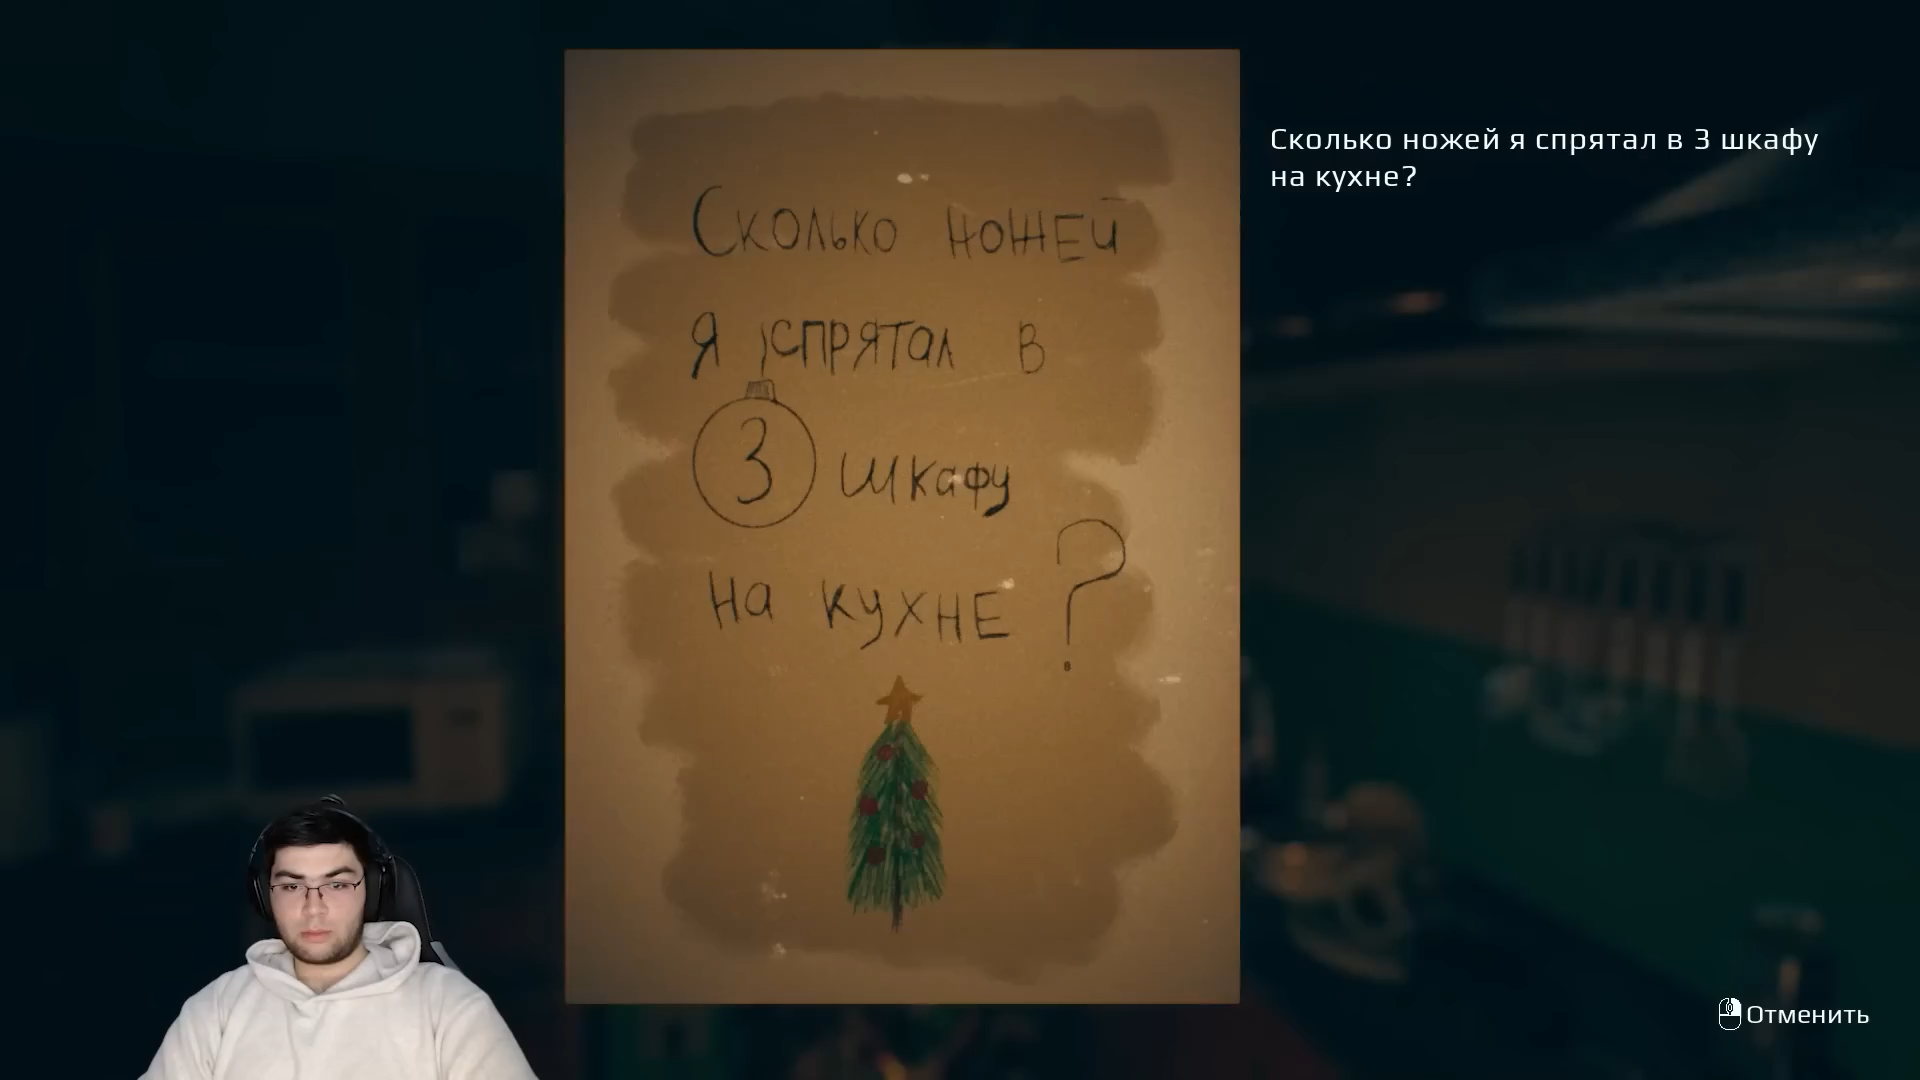 Сколько ножей
я спрятал в
3 шкафу
на кухне?
Сколько ножей я спрятал в 3 шкафу
на кухне?
Отменить